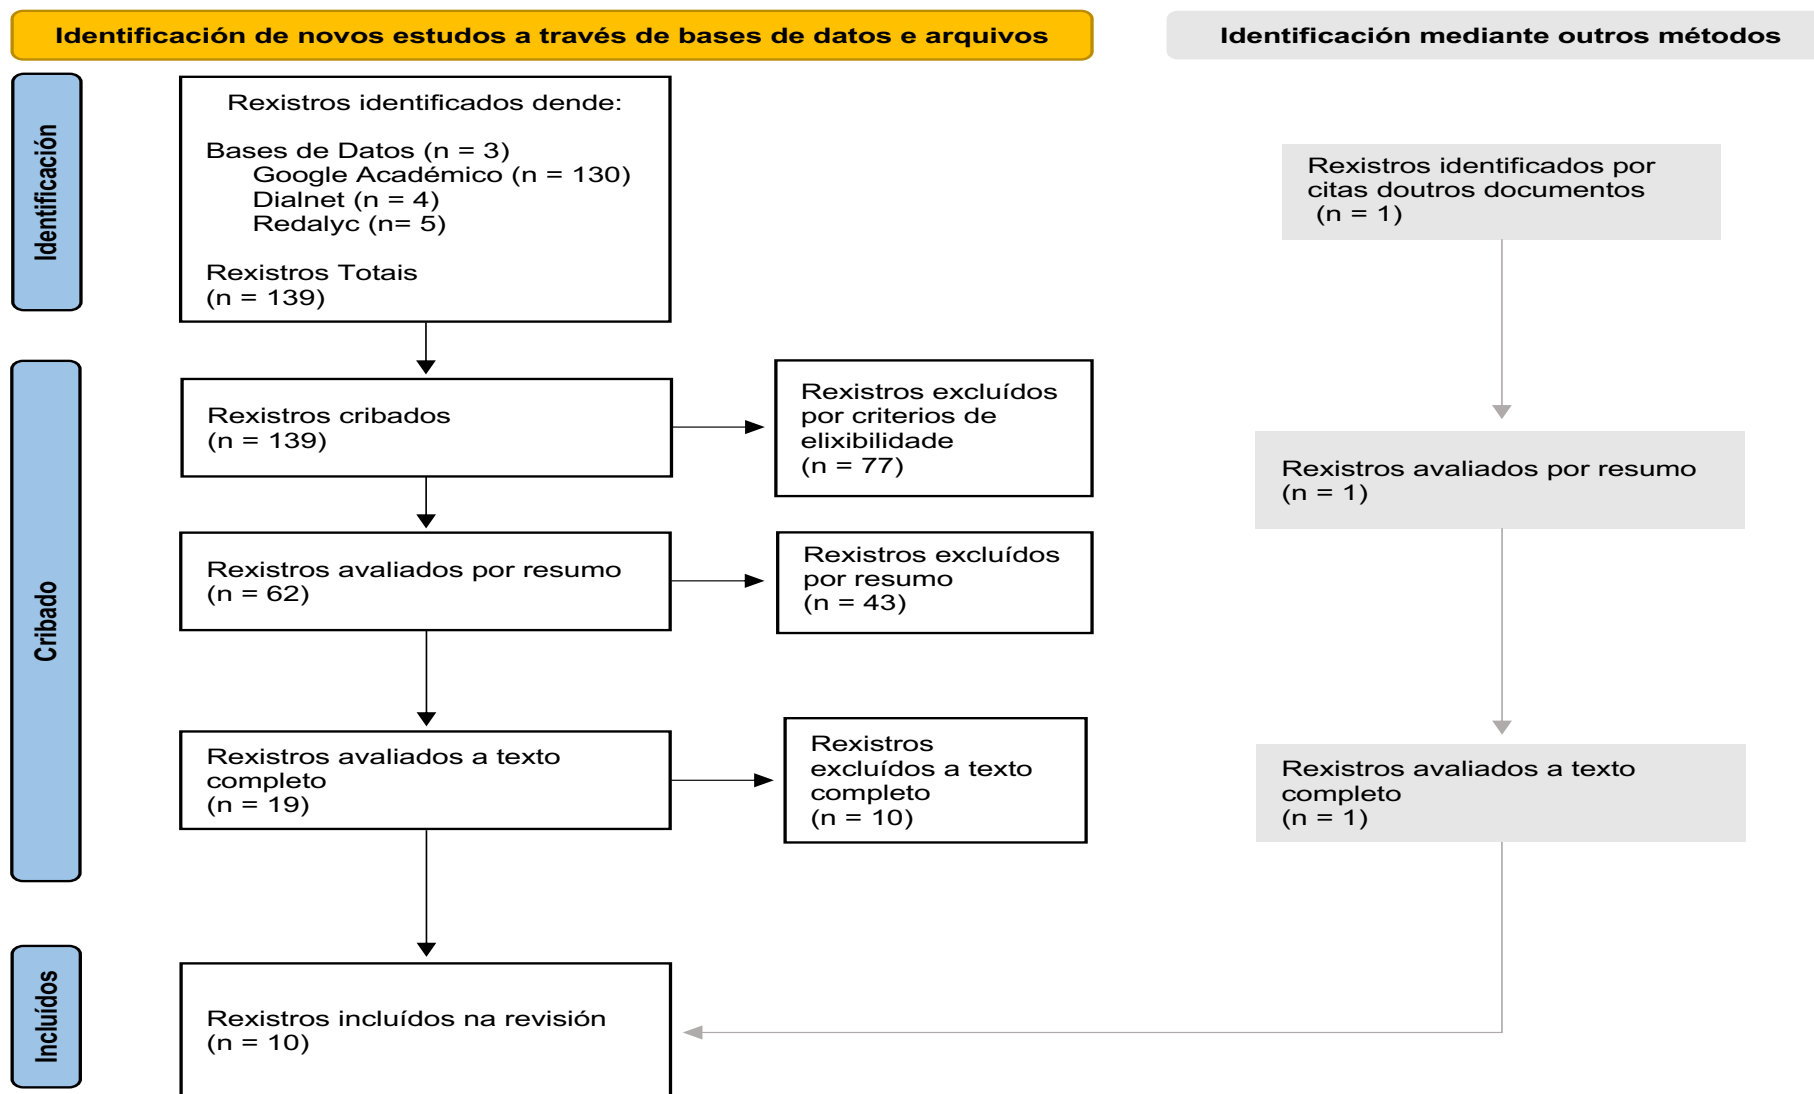 Identificación de novos estudos a través de bases de datos e arquivos
Identificación mediante outros métodos
Identificación
Rexistros identificados dende:
Bases de Datos (n = 3)
Google Académico (n = 130)
Dialnet (n = 4)
Redalyc (n= 5)
Rexistros Totais
(n = 139)
Rexistros identificados por
citas doutros documentos
(n = 1)
Cribado
Rexistros cribados
(n = 139)
Rexistros excluídos
por criterios de
elixibilidade
(n = 77)
Rexistros avaliados por resumo
(n = 62)
Rexistros excluídos
por resumo
(n = 43)
Rexistros avaliados por resumo
(n = 1)
Rexistros avaliados a texto
completo
(n = 19)
Rexistros
excluídos a texto
completo
(n = 10)
Rexistros avaliados a texto
completo
(n = 1)
Incluídos
Rexistros incluídos na revisión
(n = 10)